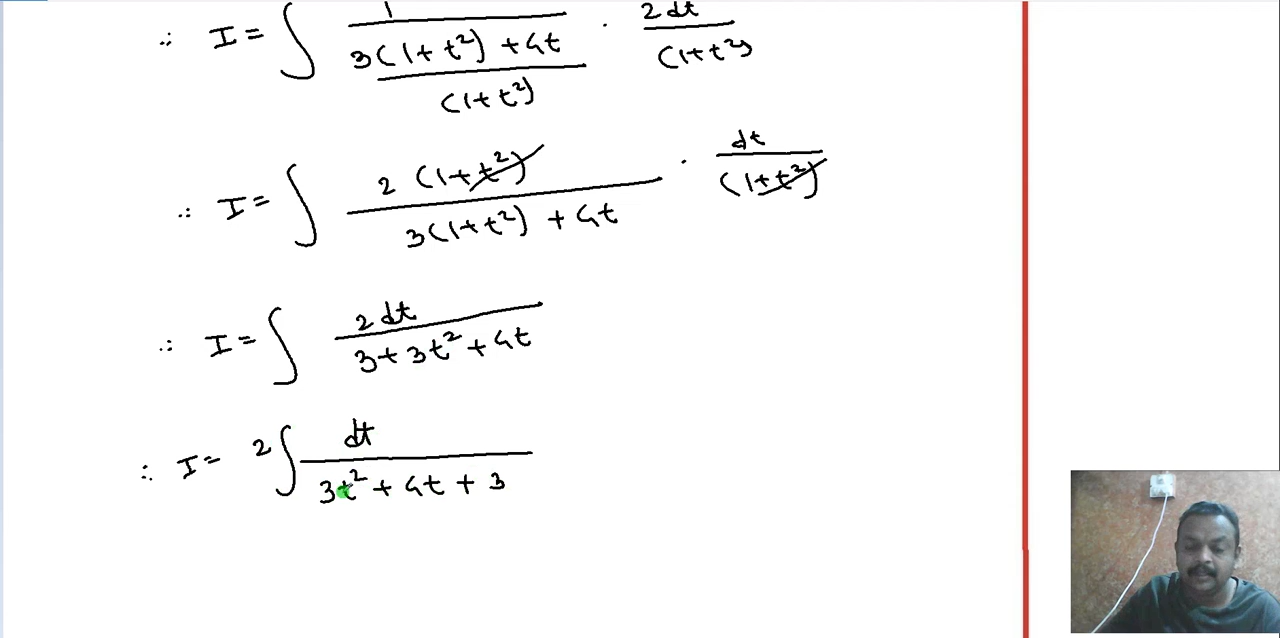 ∴ I = ∫ 1 / (3(1+t²)+4t / (1+t²)) · 2dt / (1+t²)
∴ I = ∫ 2(1+t²) / 3(1+t²)+4t · dt / (1+t²)
∴ I = ∫ 2dt / 3+3t²+4t
∴ I = 2∫ dt / 3t²+4t+3